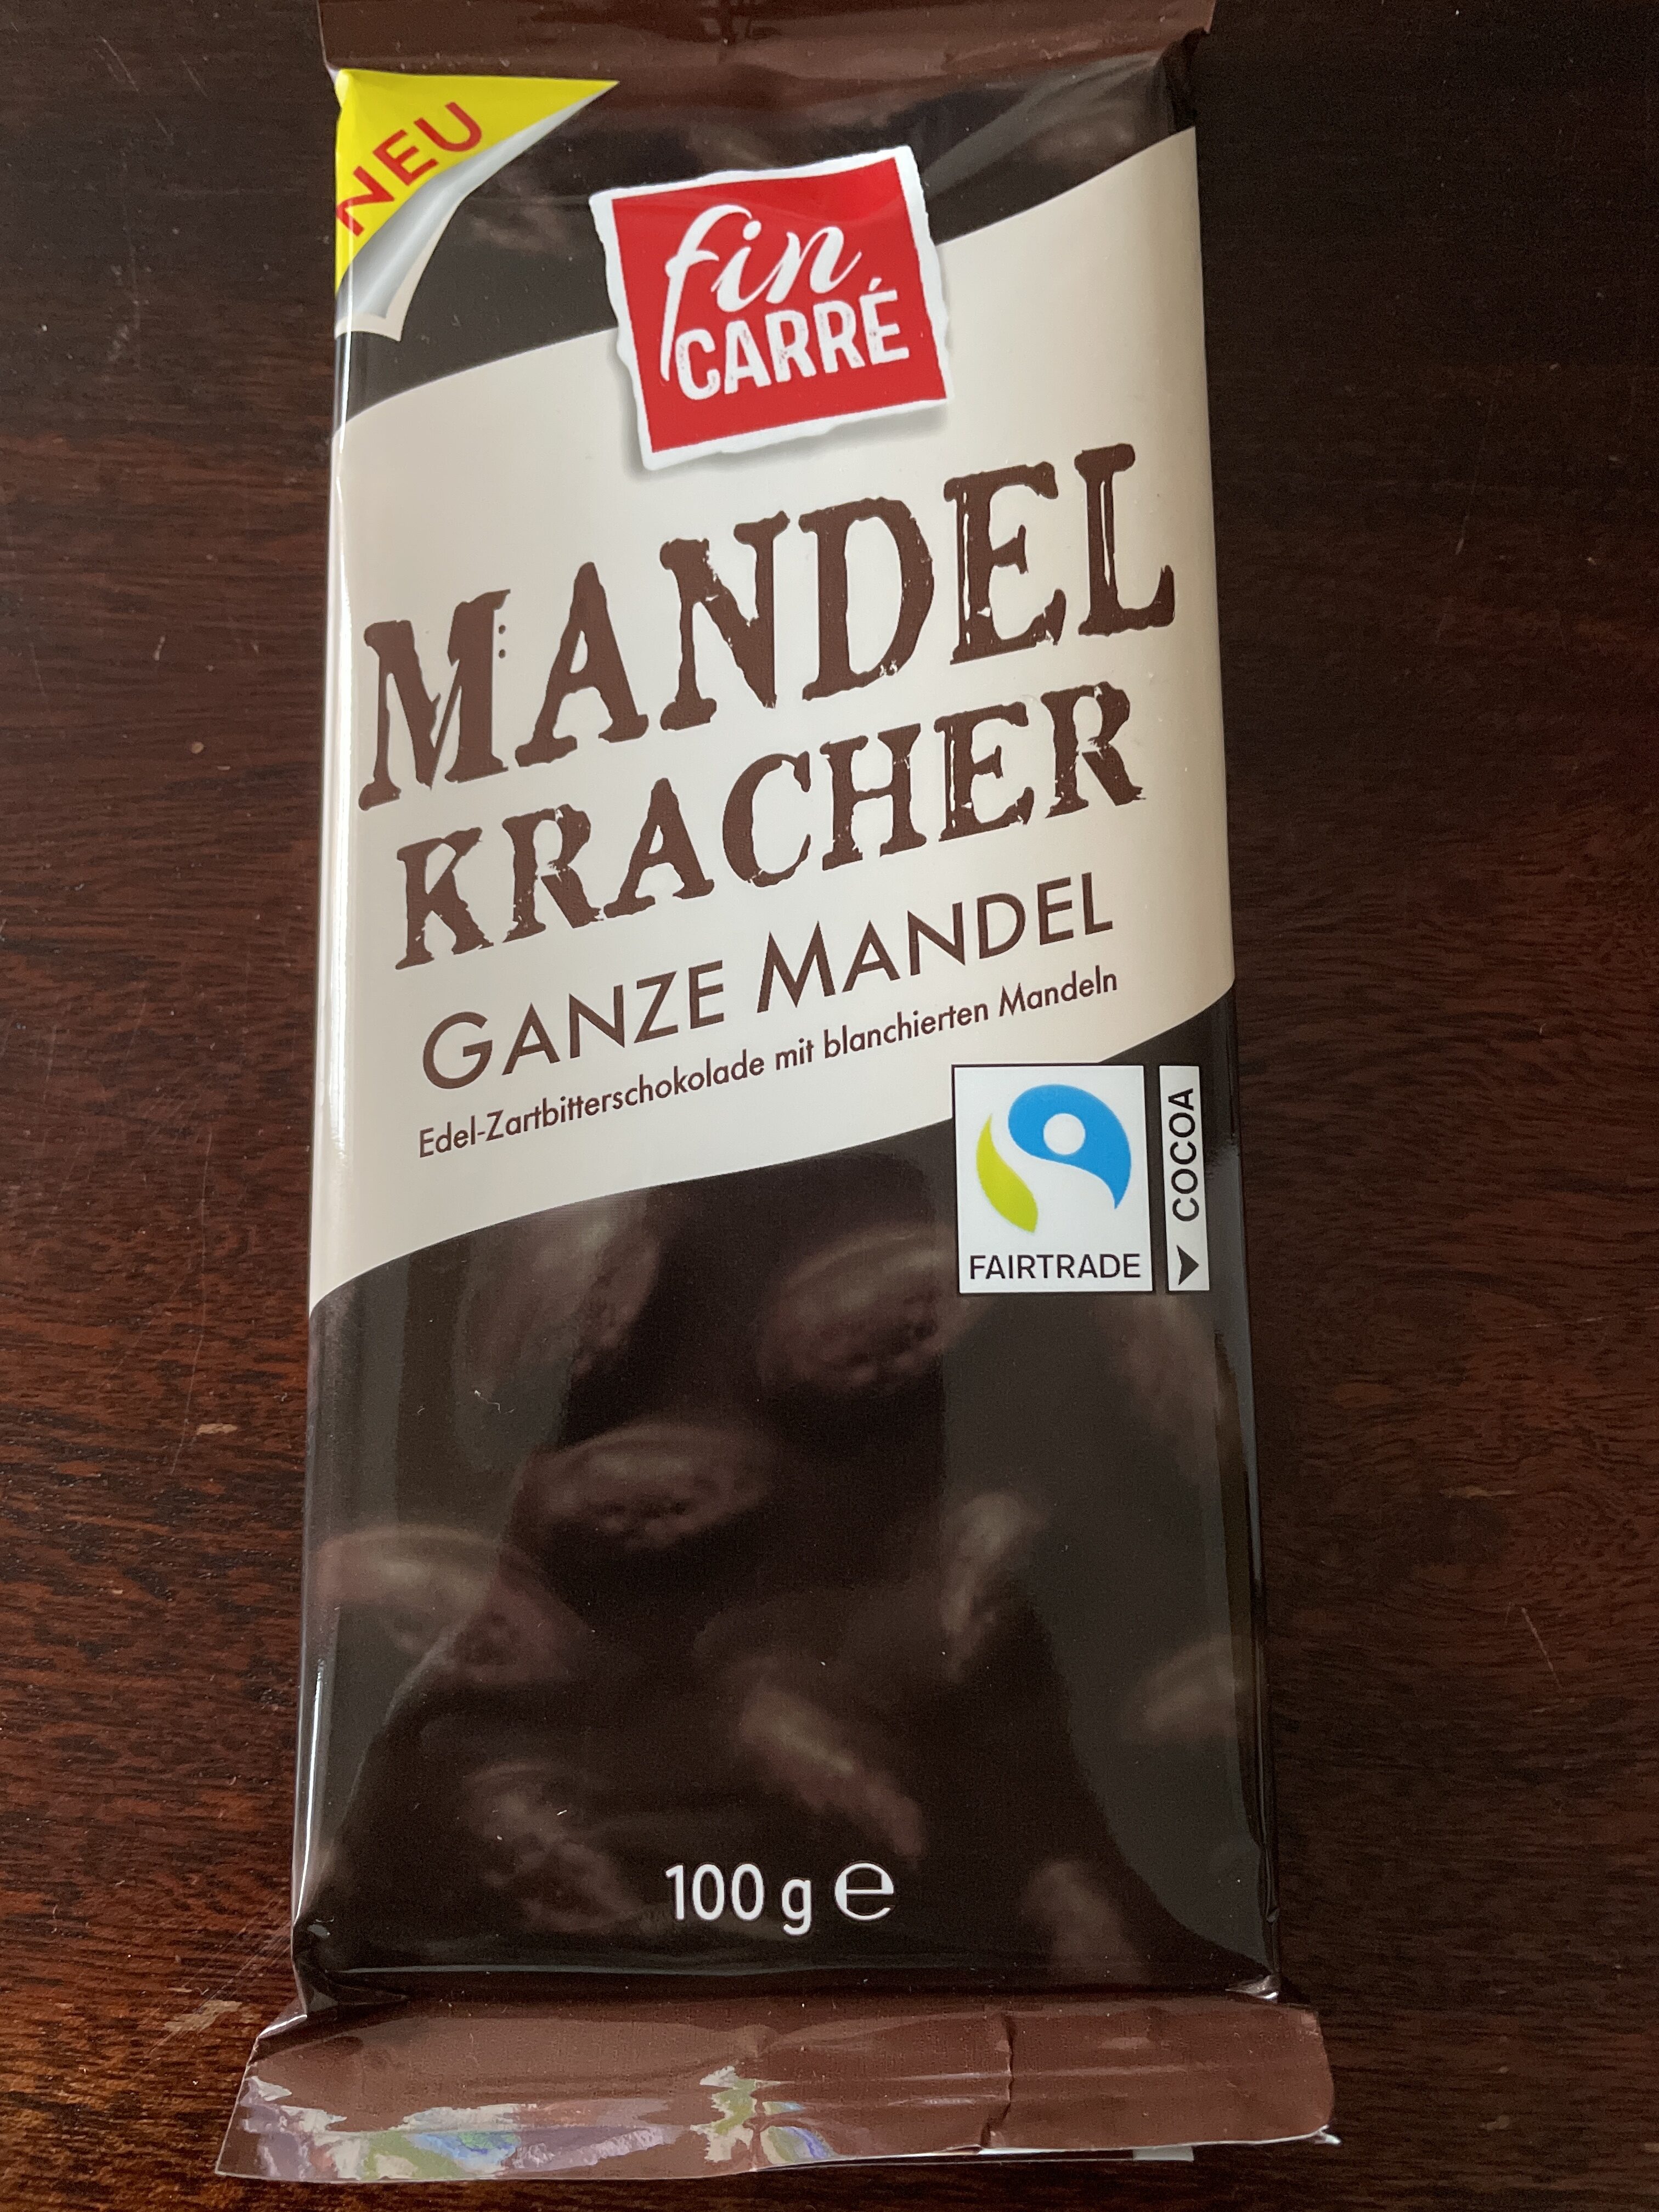 NEU
fin
CARRÉ
MANDEL
KRACHER
GANZE MANDEL
Edel-Zartbitterschokolade mit blanchierten Mandeln
FAIRTRADE
COCOA
100 g ℮